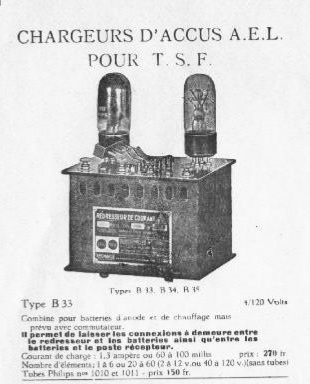 CHARGEURS D'ACCUS A.E.L.
POUR T. S. F.
REDRESSEUR DE COURANT
Types B 33, B 34, B 35
Type B 33
4/120 Volts
Combiné pour batteries d'anode et de chauffage mais
prévu avec commutateur.
Il permet de laisser les connexions à demeure entre
le redresseur et les batteries ainsi qu'entre les
batteries et le poste récepteur.
Courant de charge : 1,3 ampère ou 60 à 100 millis prix : 270 fr
Nombre d'éléments; 1 à 6 ou 20 à 60 (2 à 12 v. ou 40 à 120 v.)(sans tubes)
Tubes Philips nos 1010 et 1011 - prix 150 fr.